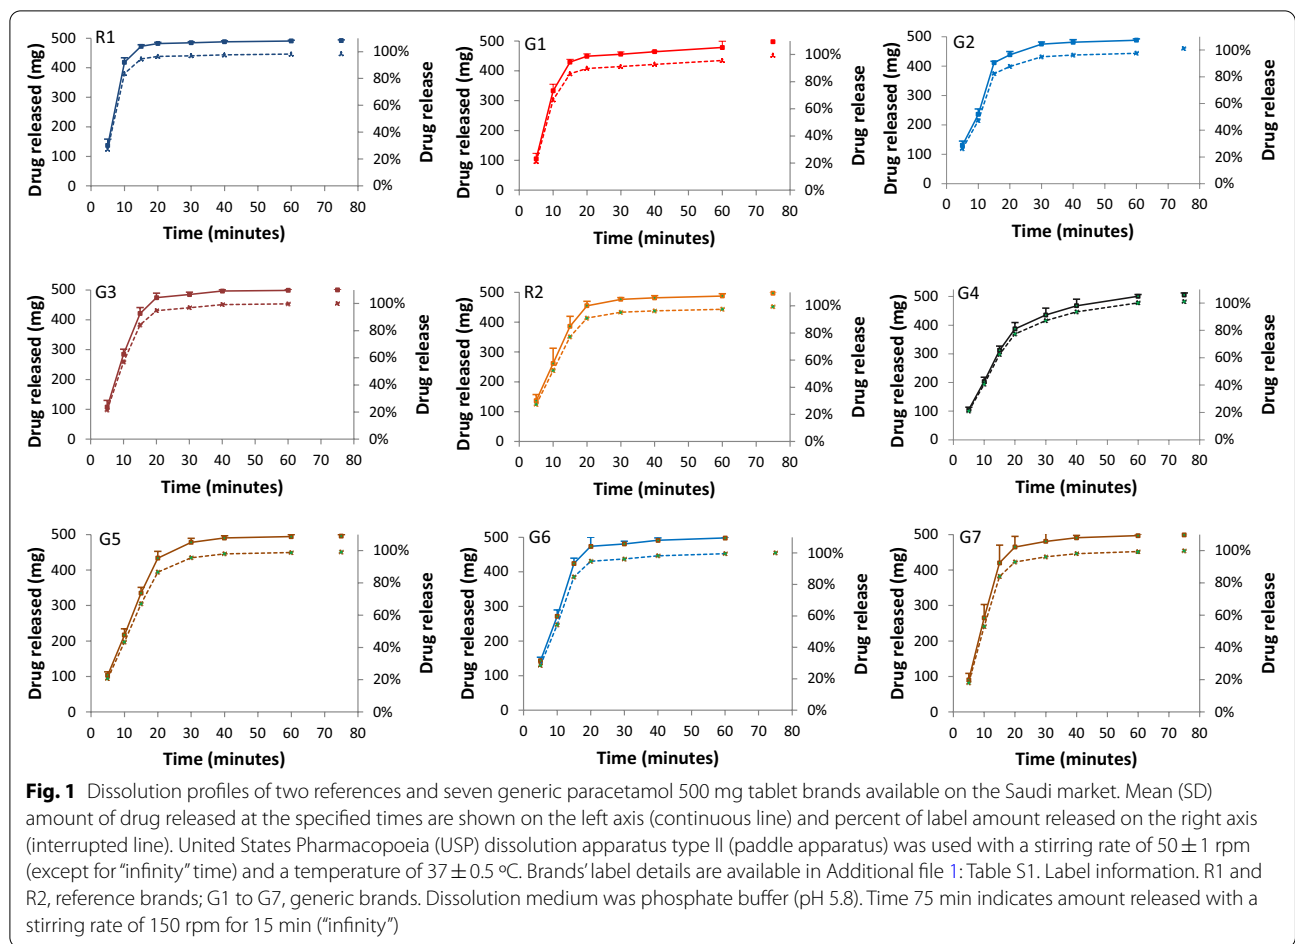 R1
Drug released (mg)
500
400
300
200
100
0
100%
80%
60%
40%
20%
0%
Drug release
0 10 20 30 40 50 60 70 80
Time (minutes)
G1
Drug released (mg)
500
400
300
200
100
0
100%
80%
60%
40%
20%
0%
Drug release
0 10 20 30 40 50 60 70 80
Time (minutes)
G2
Drug released (mg)
500
400
300
200
100
0
100%
80%
60%
40%
20%
0%
Drug release
0 10 20 30 40 50 60 70 80
Time (minutes)
G3
Drug released (mg)
500
400
300
200
100
0
100%
80%
60%
40%
20%
0%
Drug release
0 10 20 30 40 50 60 70 80
Time (minutes)
R2
Drug released (mg)
500
400
300
200
100
0
100%
80%
60%
40%
20%
0%
Drug release
0 10 20 30 40 50 60 70 80
Time (minutes)
G4
Drug released (mg)
500
400
300
200
100
0
100%
80%
60%
40%
20%
0%
Drug release
0 10 20 30 40 50 60 70 80
Time (minutes)
G5
Drug released (mg)
500
400
300
200
100
0
100%
80%
60%
40%
20%
0%
Drug release
0 10 20 30 40 50 60 70 80
Time (minutes)
G6
Drug released (mg)
500
400
300
200
100
0
100%
80%
60%
40%
20%
0%
Drug release
0 10 20 30 40 50 60 70 80
Time (minutes)
G7
Drug released (mg)
500
400
300
200
100
0
100%
80%
60%
40%
20%
0%
Drug release
0 10 20 30 40 50 60 70 80
Time (minutes)
Fig. 1 Dissolution profiles of two references and seven generic paracetamol 500 mg tablet brands available on the Saudi market. Mean (SD)
amount of drug released at the specified times are shown on the left axis (continuous line) and percent of label amount released on the right axis
(interrupted line). United States Pharmacopoeia (USP) dissolution apparatus type II (paddle apparatus) was used with a stirring rate of 50 ± 1 rpm
(except for “infinity” time) and a temperature of 37 ± 0.5 ºC. Brands’ label details are available in Additional file 1: Table S1. Label information. R1 and
R2, reference brands; G1 to G7, generic brands. Dissolution medium was phosphate buffer (pH 5.8). Time 75 min indicates amount released with a
stirring rate of 150 rpm for 15 min (“infinity”)